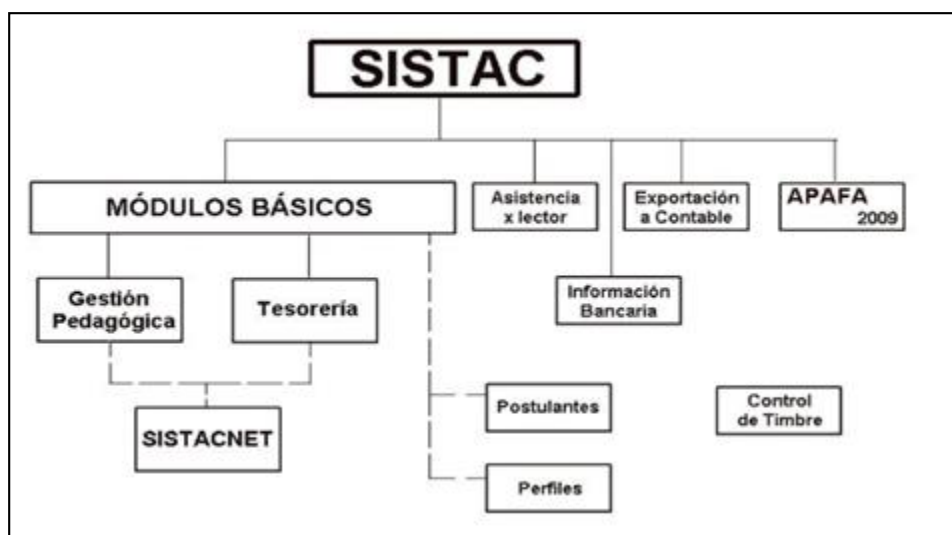 SISTAC
MÓDULOS BÁSICOS
Asistencia
x lector
Exportación
a Contable
APAFA
2009
Gestión
Pedagógica
Tesorería
Información
Bancaria
SISTACNET
Postulantes
Control
de Timbre
Perfiles